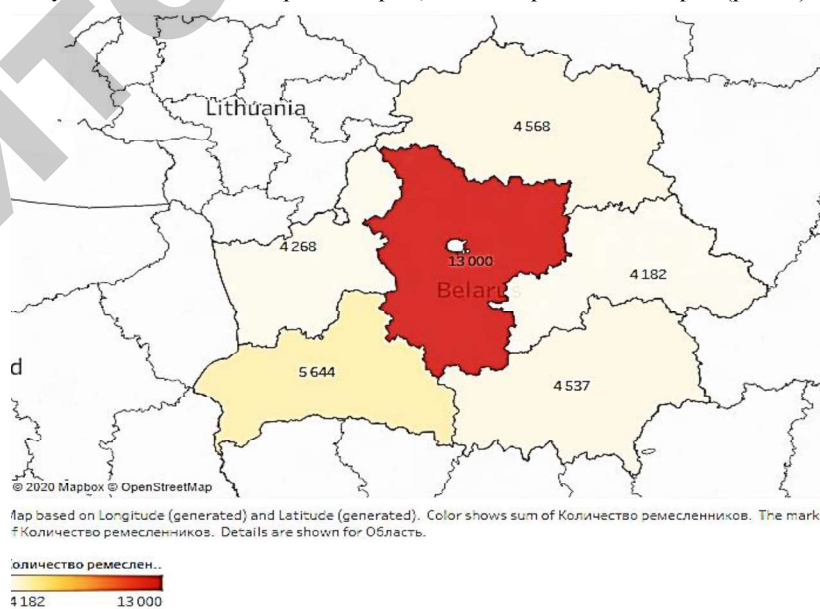 Lithuania
4 568
4 268
13 000
4 182
Belarus
d
5 644
4 537
© 2020 Mapbox © OpenStreetMap
Map based on Longitude (generated) and Latitude (generated). Color shows sum of Количество ремесленников. The mark
f Количество ремесленников. Details are shown for Область.
оличество ремеслен..
4 182 13 000